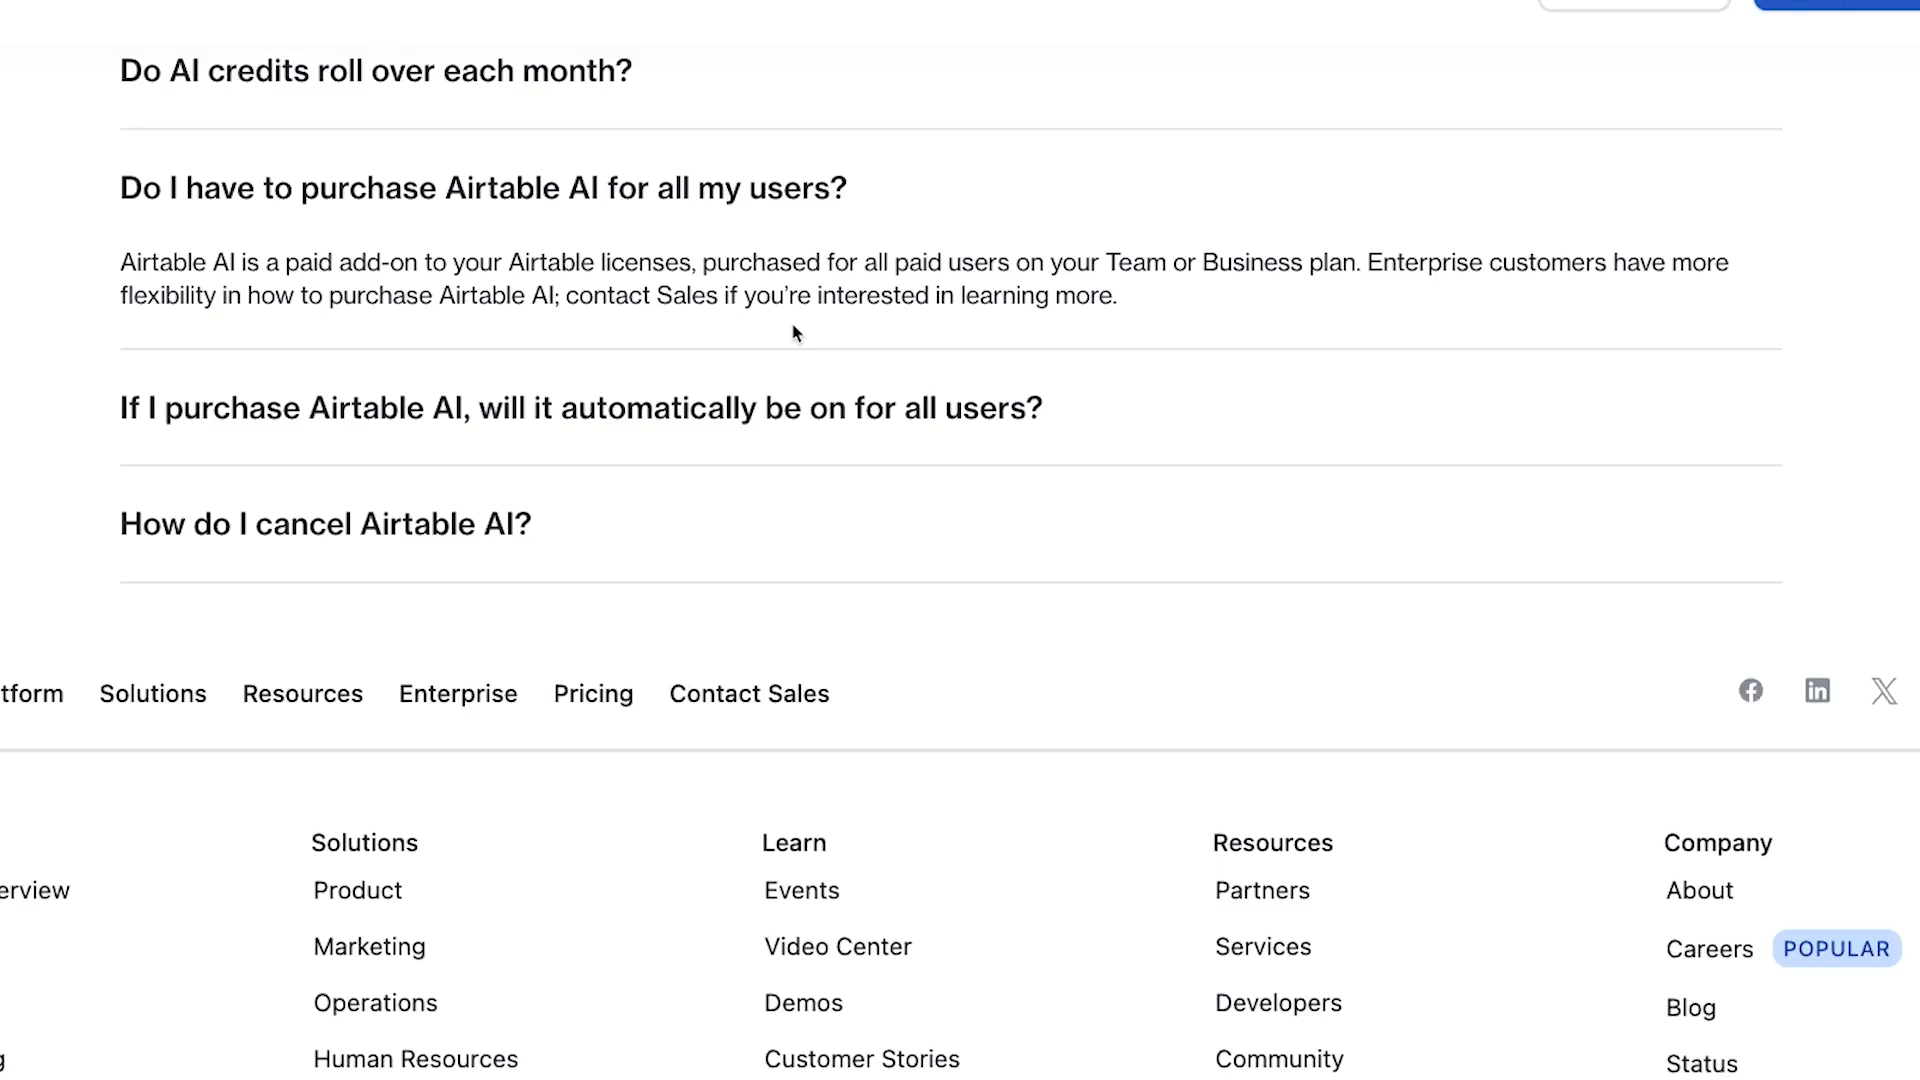 Do AI credits roll over each month?
Do I have to purchase Airtable AI for all my users?
Airtable AI is a paid add-on to your Airtable licenses, purchased for all paid users on your Team or Business plan. Enterprise customers have more
flexibility in how to purchase Airtable AI; contact Sales if you’re interested in learning more.
If I purchase Airtable AI, will it automatically be on for all users?
How do I cancel Airtable AI?
tform Solutions Resources Enterprise Pricing Contact Sales
Solutions Learn Resources Company
erview Product Events Partners About
Marketing Video Center Services Careers POPULAR
Operations Demos Developers Blog
g Human Resources Customer Stories Community Status